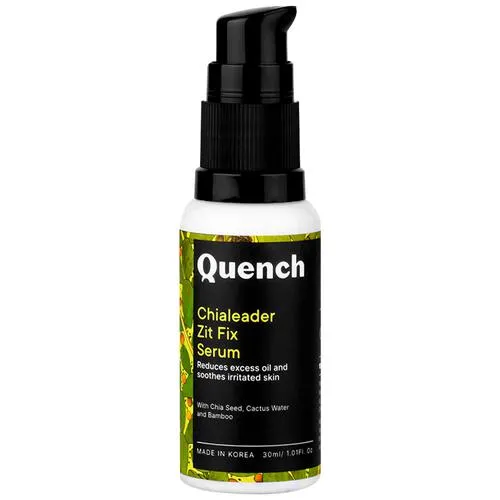 Quench
Chialeader
Zit Fix
Serum
Reduces excess oil and
soothes irritated skin
With Chia Seed, Cactus Water
and Bamboo
MADE IN KOREA 30ml/ 1.01Fl. Oz